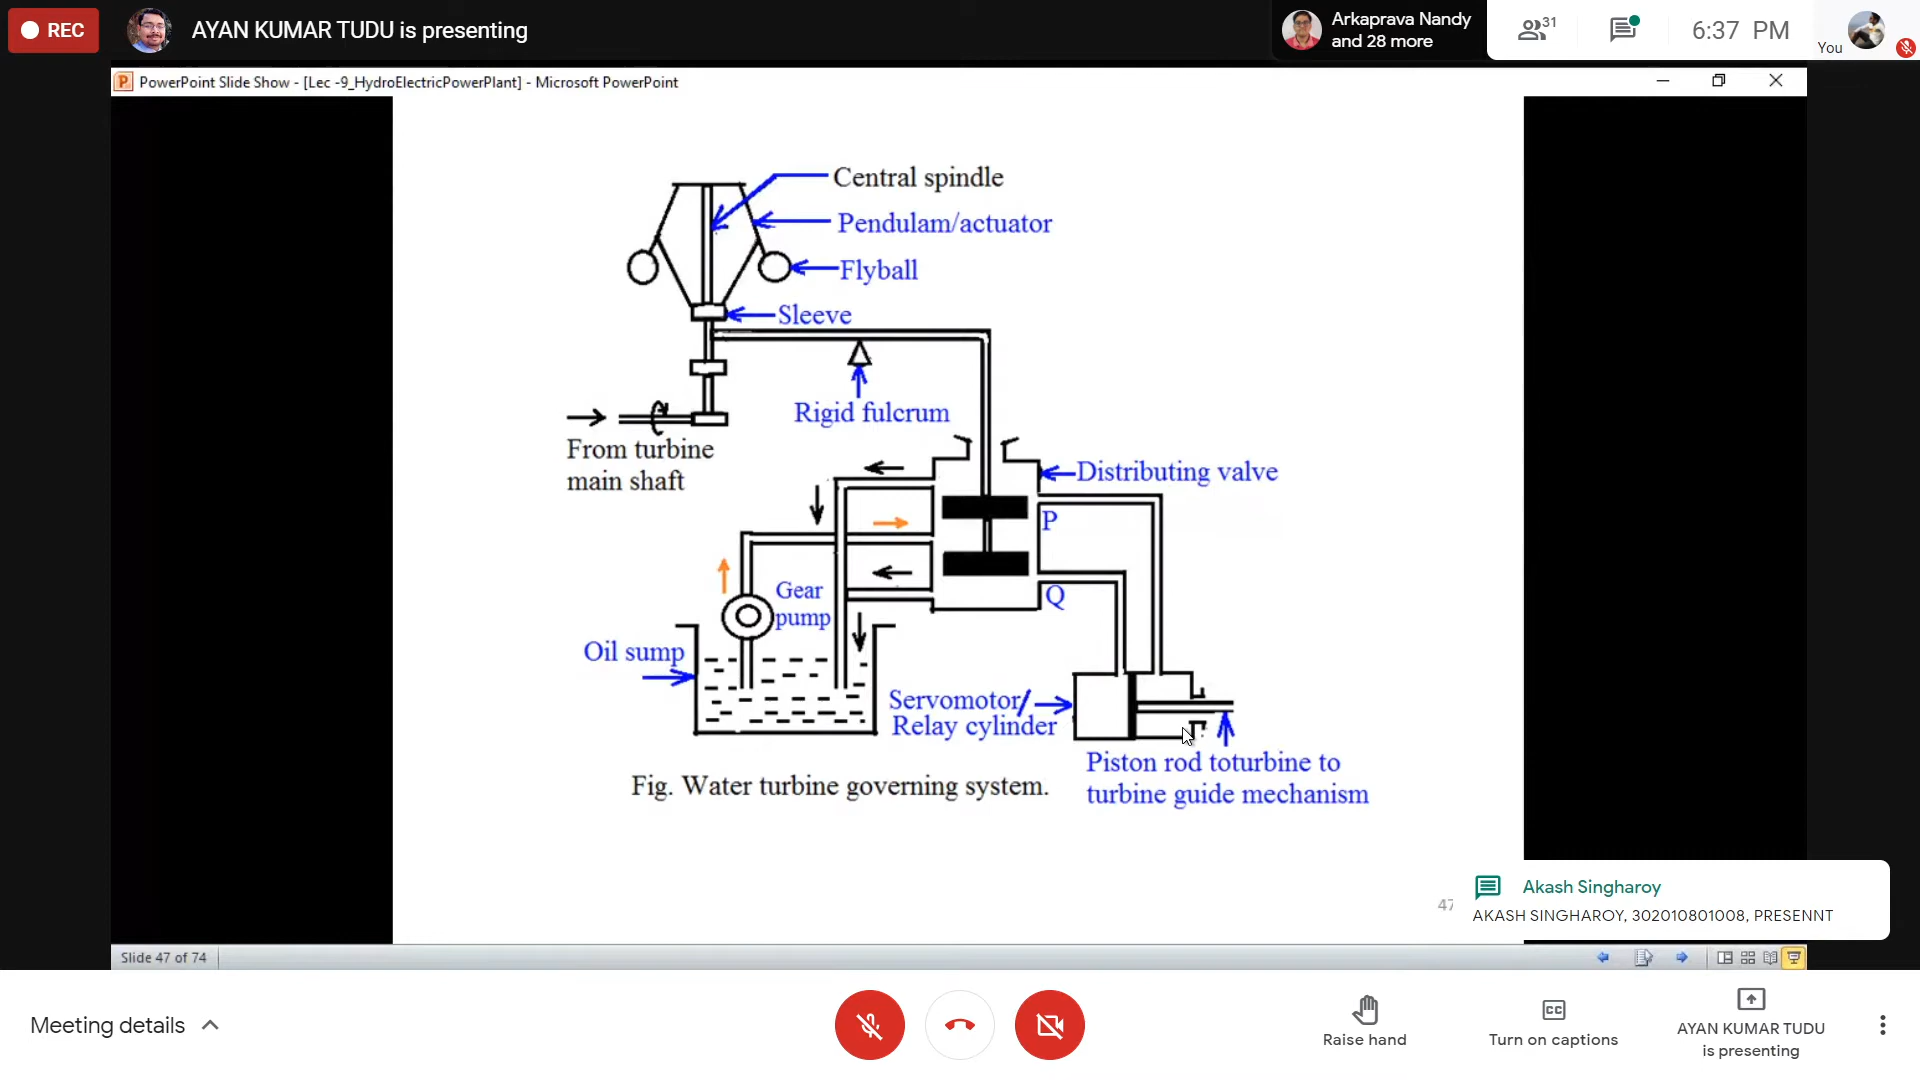 REC
AYAN KUMAR TUDU is presenting
Arkaprava Nandy
and 28 more
31
6:37 PM
You
PowerPoint Slide Show - [Lec -9_HydroElectricPowerPlant] - Microsoft PowerPoint
Central spindle
Pendulam/actuator
Flyball
Sleeve
Rigid fulcrum
From turbine
main shaft
Distributing valve
P
Gear
pump
Q
Oil sump
Servomotor/
Relay cylinder
Piston rod toturbine to
turbine guide mechanism
Fig. Water turbine governing system.
47
Akash Singharoy
AKASH SINGHAROY, 302010801008, PRESENNT
Slide 47 of 74
Meeting details
Raise hand
Turn on captions
AYAN KUMAR TUDU
is presenting